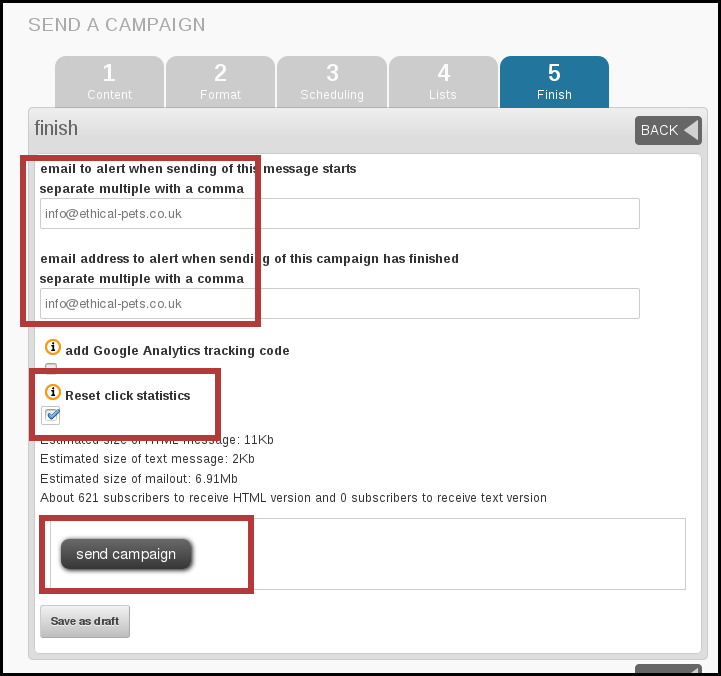 SEND A CAMPAIGN
1 2 3 4 5
Content Format Scheduling Lists Finish
finish
BACK
email to alert when sending of this message starts
separate multiple with a comma
info@ethical-pets.co.uk
email address to alert when sending of this campaign has finished
separate multiple with a comma
info@ethical-pets.co.uk
add Google Analytics tracking code
Reset click statistics
Estimated size of HTML message: 11Kb
Estimated size of text message: 2Kb
Estimated size of mailout: 6.91Mb
About 621 subscribers to receive HTML version and 0 subscribers to receive text version
send campaign
Save as draft